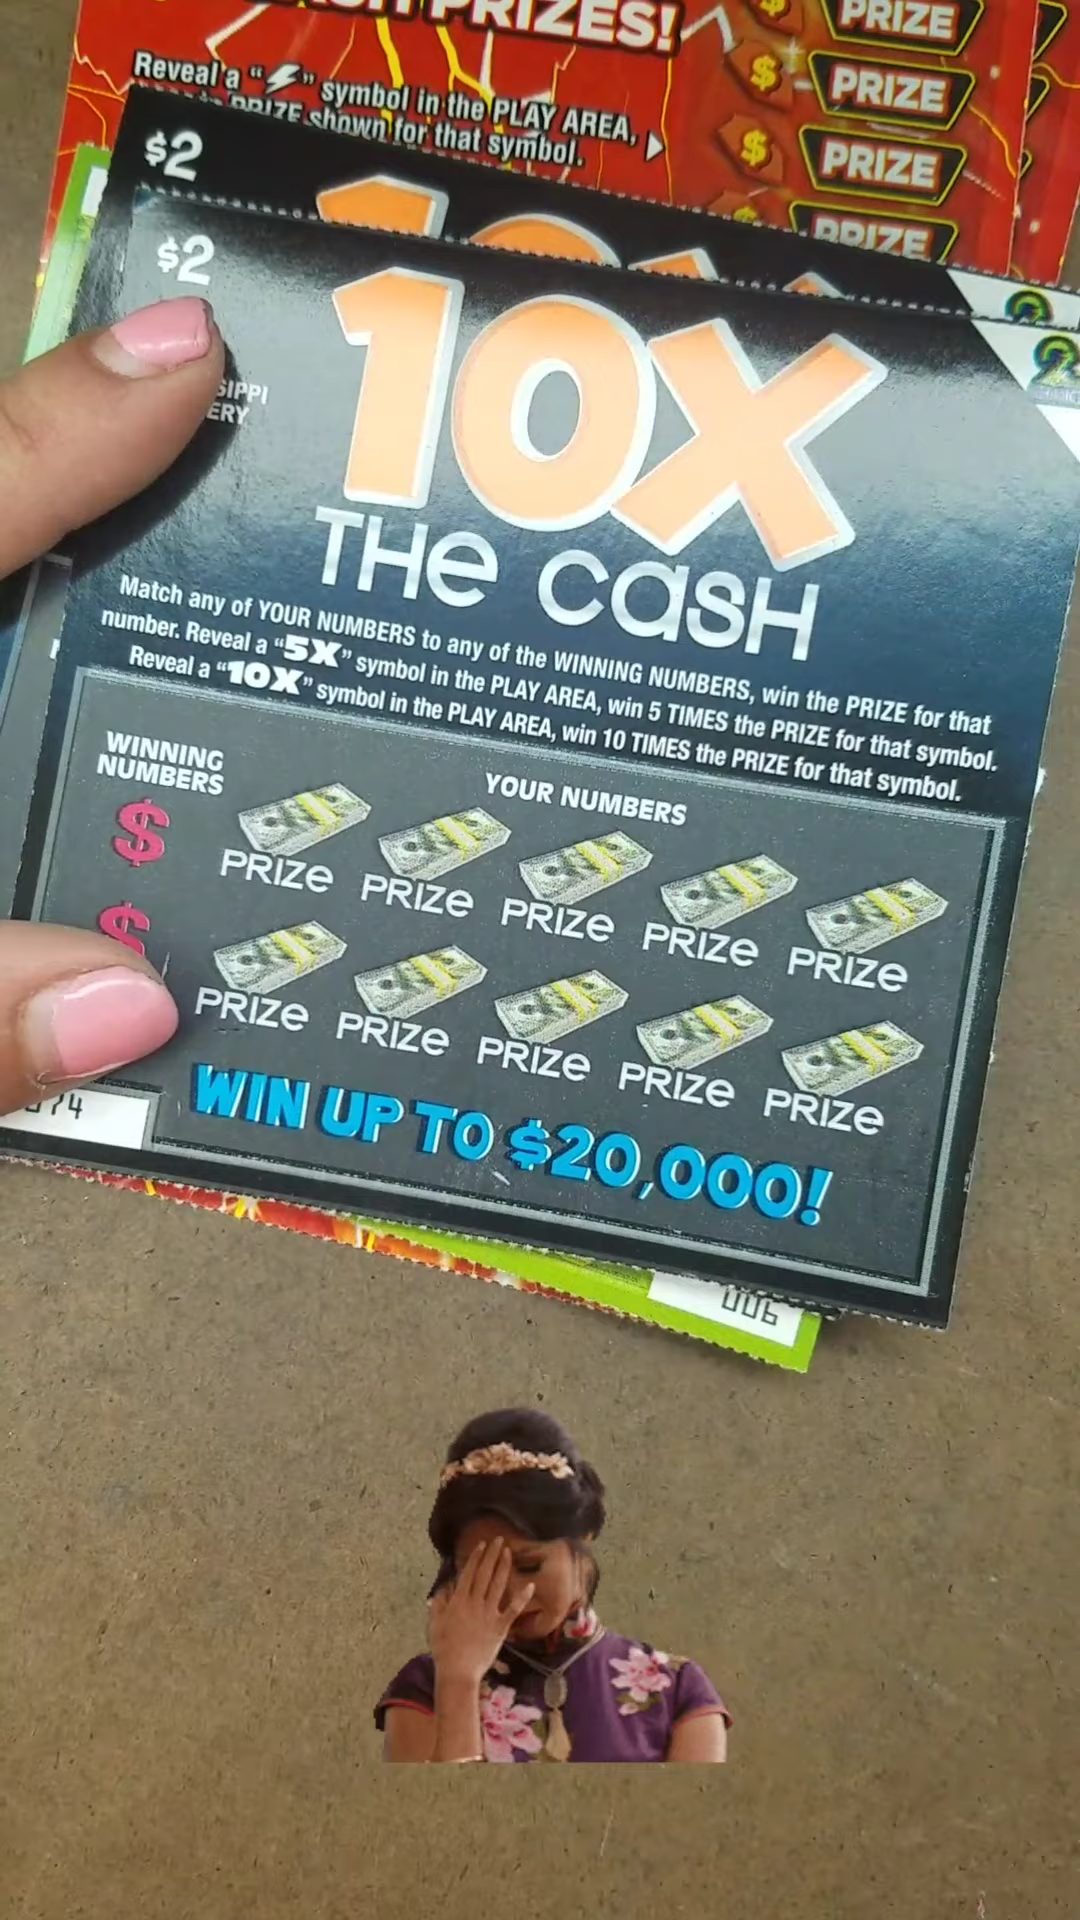 CASH PRIZES!
PRIZE
PRIZE
PRIZE
PRIZE
$
$
$
Reveal a "⚡" symbol in the PLAY AREA,
PRIZE shown for that symbol.
$2
10X
$2
10X
THE CASH
Match any of YOUR NUMBERS to any of the WINNING NUMBERS, win the PRIZE for that
number. Reveal a "5X" symbol in the PLAY AREA, win 5 TIMES the PRIZE for that symbol.
Reveal a "10X" symbol in the PLAY AREA, win 10 TIMES the PRIZE for that symbol.
WINNING
NUMBERS
YOUR NUMBERS
$
$
PRIZE PRIZE PRIZE PRIZE PRIZE
PRIZE PRIZE PRIZE PRIZE PRIZE
WIN UP TO $20,000!
006